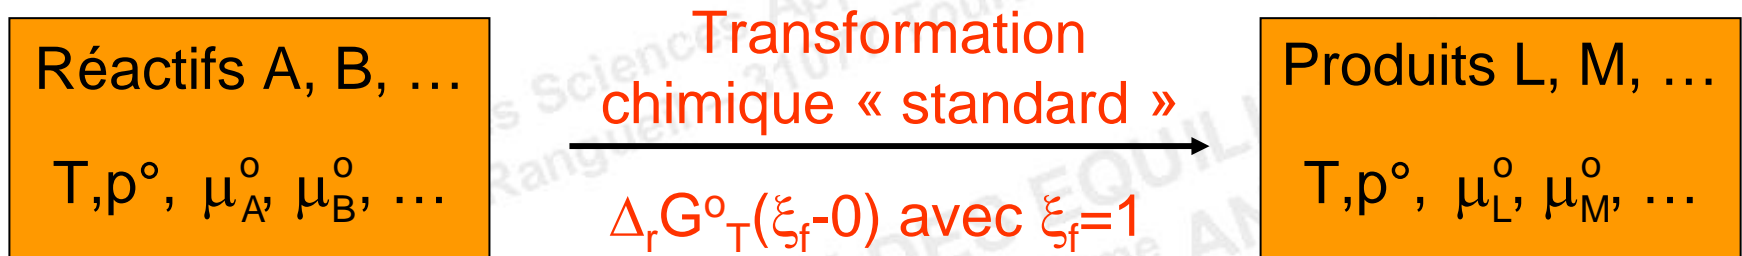 Réactifs A, B, …
T,p°, μ°A, μ°B, …
Transformation
chimique « standard »
ΔrG°T(ξf-0) avec ξf=1
Produits L, M, …
T,p°, μ°L, μ°M, …